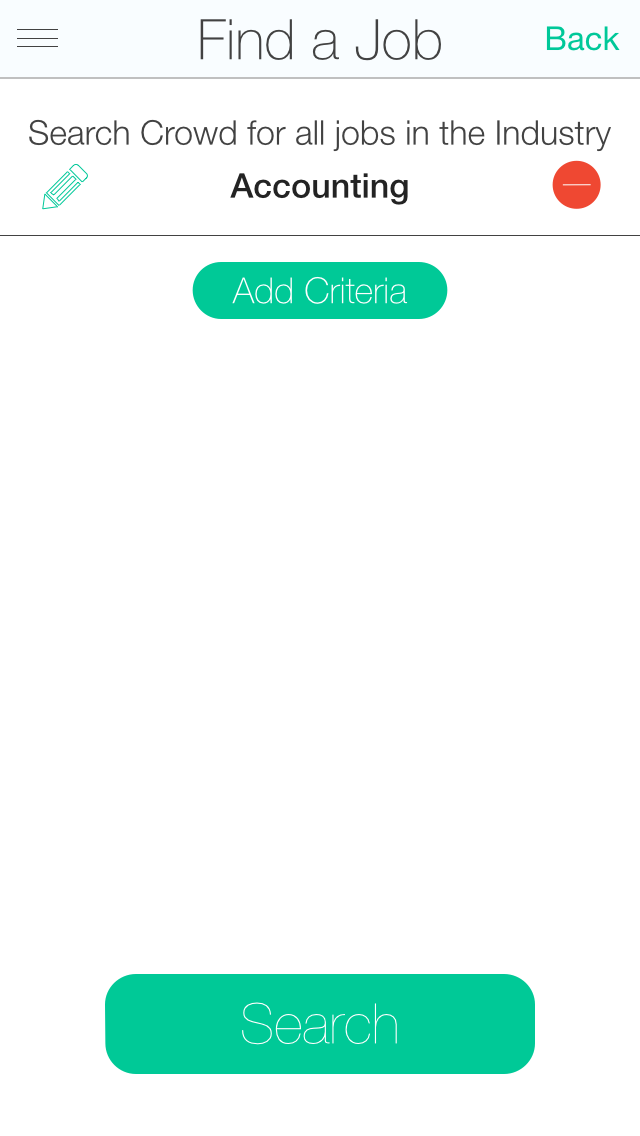 Find a Job
Back
Search Crowd for all jobs in the Industry
Accounting
Add Criteria
Search